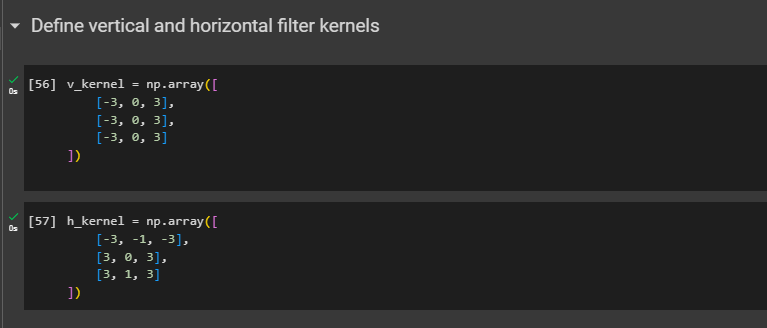 Define vertical and horizontal filter kernels
[56] v_kernel = np.array([
[-3, 0, 3],
[-3, 0, 3],
[-3, 0, 3]
])
0s
[57] h_kernel = np.array([
[-3, -1, -3],
[3, 0, 3],
[3, 1, 3]
])
0s